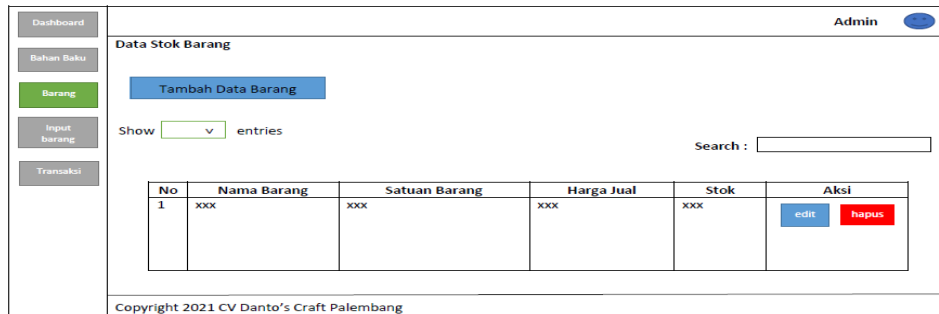 Dashboard
Admin
Data Stok Barang
Bahan Baku
Tambah Data Barang
Barang
Show v entries
Input
barang
Search :
Transaksi
No Nama Barang Satuan Barang Harga Jual Stok Aksi
1 xxx xxx xxx xxx edit hapus
Copyright 2021 CV Danto's Craft Palembang